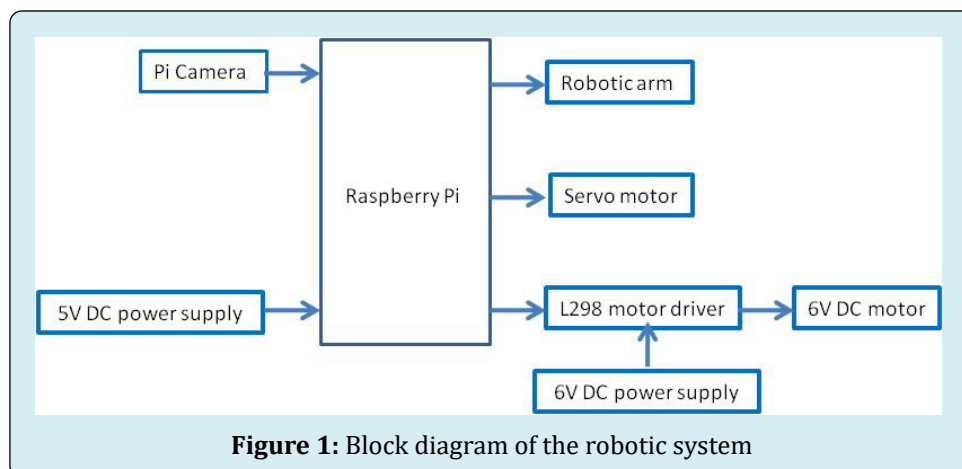 Pi Camera
Robotic arm
Raspberry Pi
Servo motor
5V DC power supply
L298 motor driver
6V DC motor
6V DC power supply
Figure 1: Block diagram of the robotic system